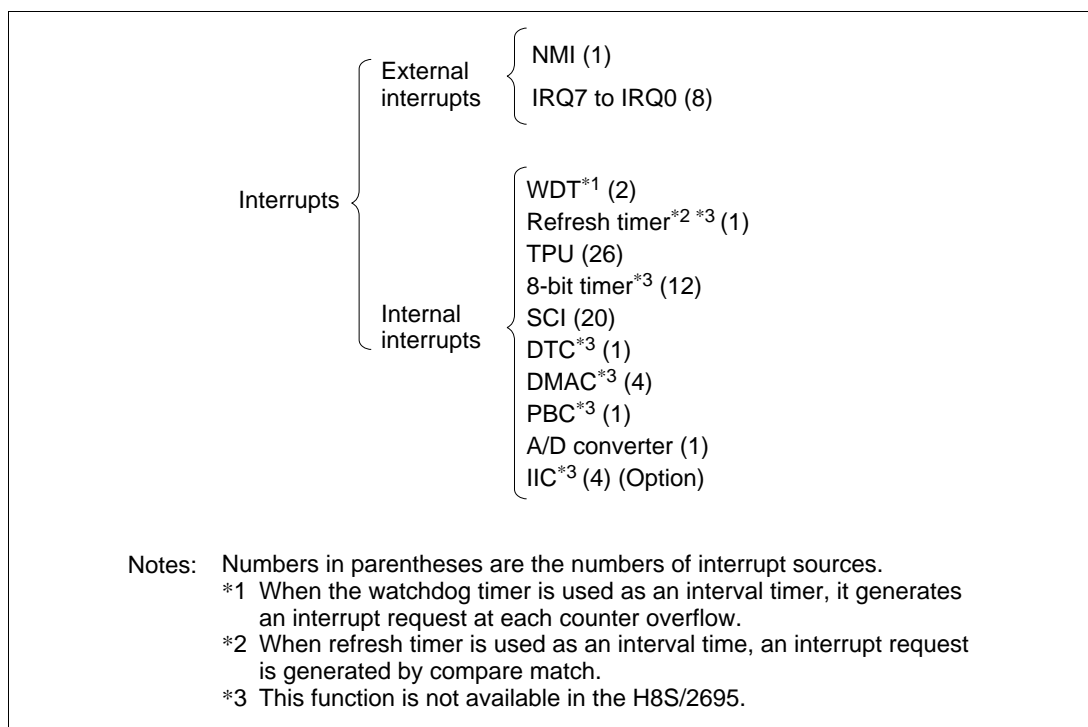 Interrupts
External
interrupts
NMI (1)
IRQ7 to IRQ0 (8)
Internal
interrupts
WDT*1 (2)
Refresh timer*2 *3 (1)
TPU (26)
8-bit timer*3 (12)
SCI (20)
DTC*3 (1)
DMAC*3 (4)
PBC*3 (1)
A/D converter (1)
IIC*3 (4) (Option)
Notes: Numbers in parentheses are the numbers of interrupt sources.
*1 When the watchdog timer is used as an interval timer, it generates
an interrupt request at each counter overflow.
*2 When refresh timer is used as an interval time, an interrupt request
is generated by compare match.
*3 This function is not available in the H8S/2695.